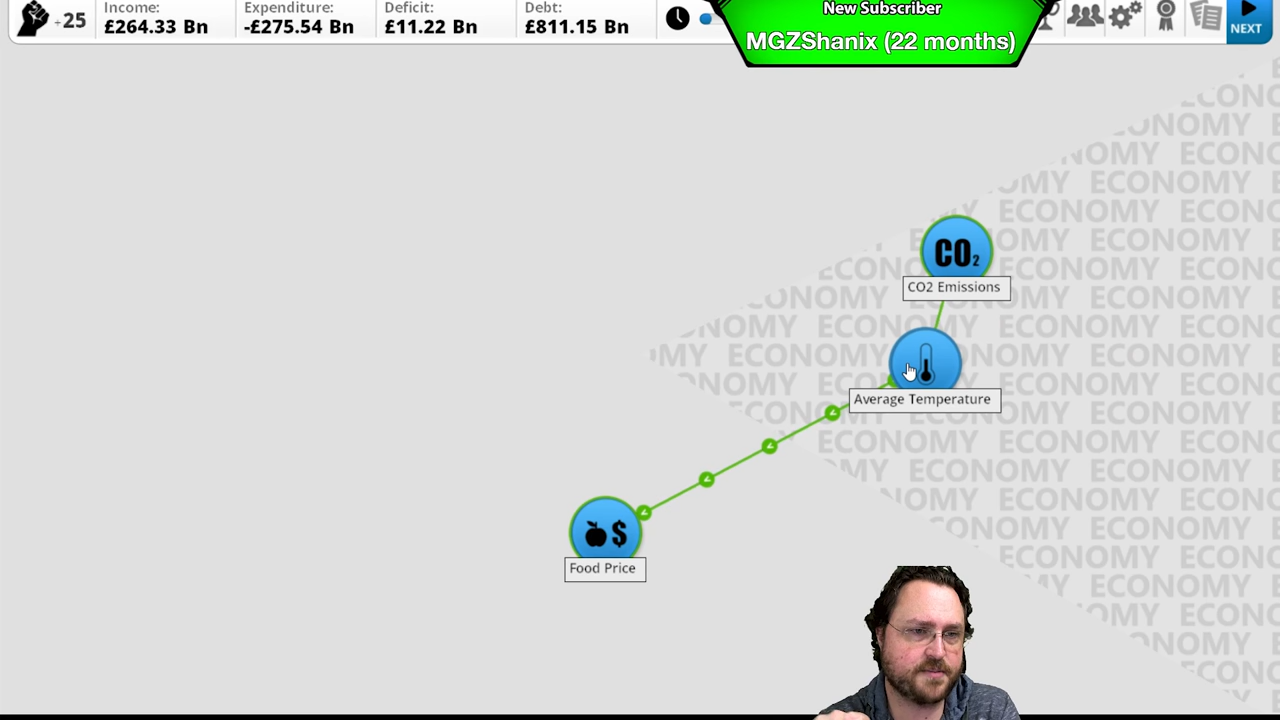 +25
Income:
£264.33 Bn
Expenditure:
-£275.54 Bn
Deficit:
£11.22 Bn
Debt:
£811.15 Bn
New Subscriber
MGZShanix (22 months)
NEXT
CO₂
CO2 Emissions
Average Temperature
$
Food Price
ECONOMY ECONOMY ECONOMY